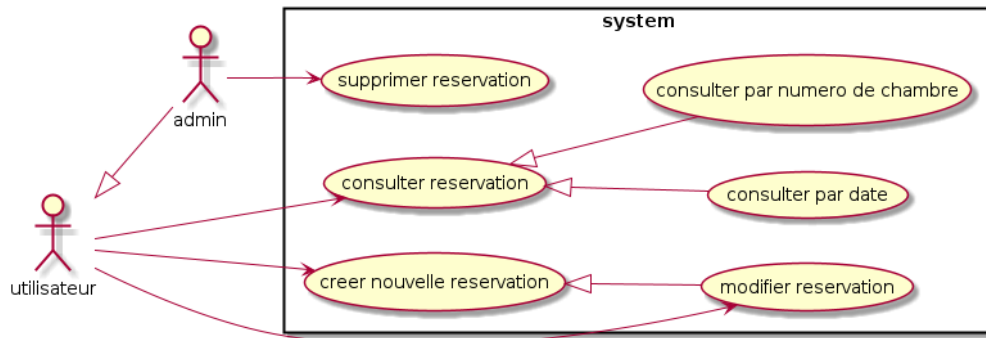 system
supprimer reservation
consulter par numero de chambre
admin
consulter reservation
consulter par date
utilisateur
creer nouvelle reservation
modifier reservation